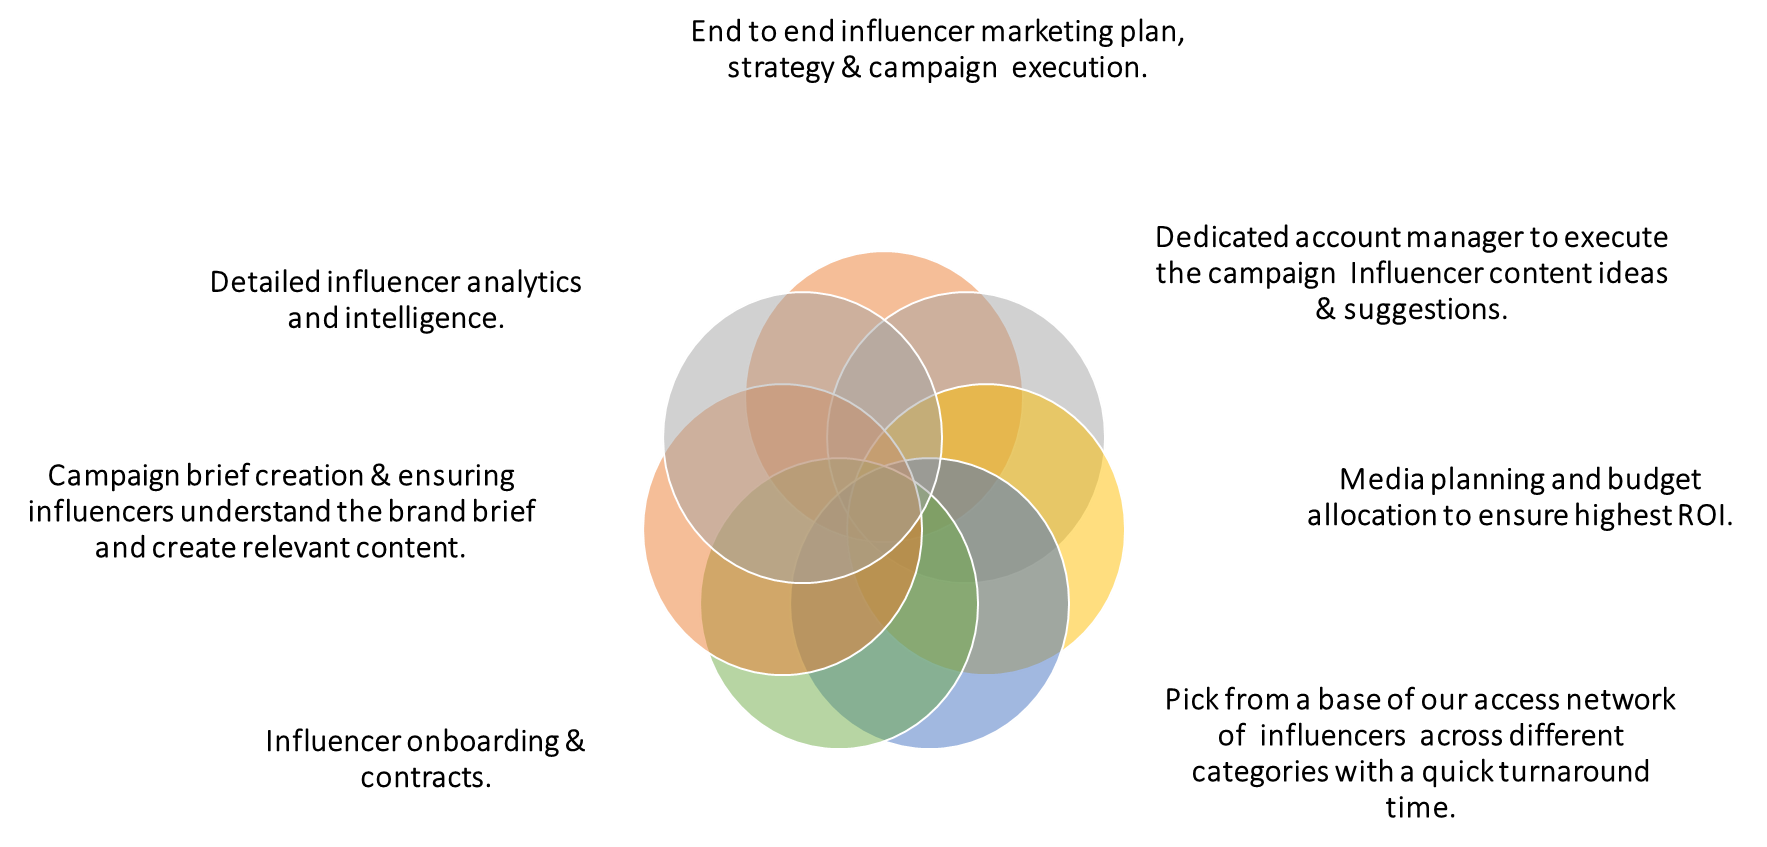 End to end influencer marketing plan,
strategy & campaign execution.
Dedicated account manager to execute
the campaign Influencer content ideas
& suggestions.
Media planning and budget
allocation to ensure highest ROI.
Pick from a base of our access network
of influencers across different
categories with a quick turnaround
time.
Influencer onboarding &
contracts.
Campaign brief creation & ensuring
influencers understand the brand brief
and create relevant content.
Detailed influencer analytics
and intelligence.